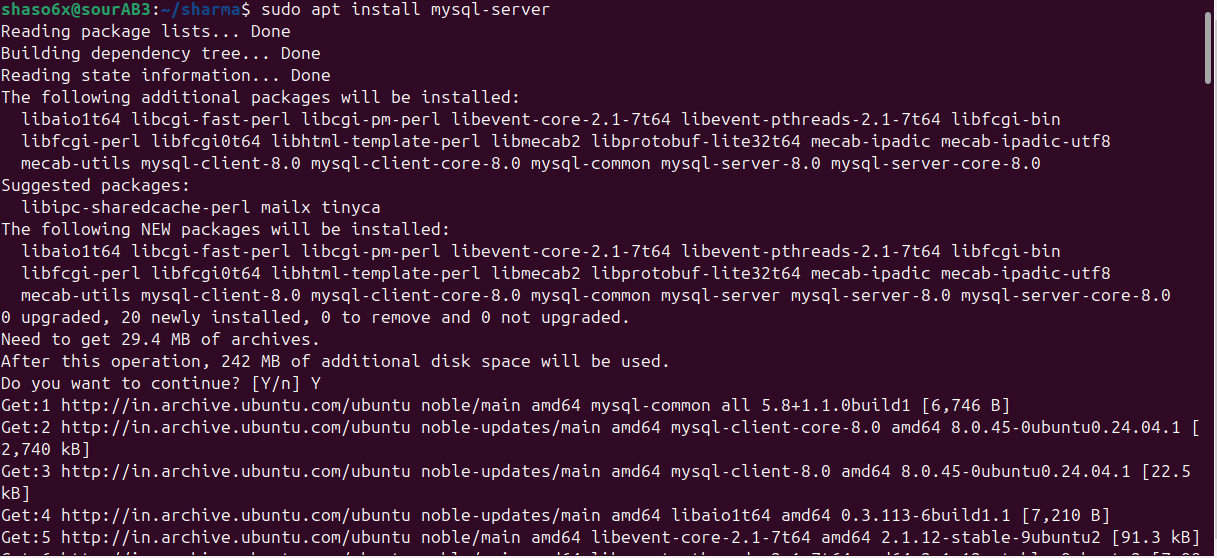 shaso6x@sourAB3:~/sharma$ sudo apt install mysql-server
Reading package lists... Done
Building dependency tree... Done
Reading state information... Done
The following additional packages will be installed:
  libaio1t64 libcgi-fast-perl libcgi-pm-perl libevent-core-2.1-7t64 libevent-pthreads-2.1-7t64 libfcgi-bin
  libfcgi-perl libfcgi0t64 libhtml-template-perl libmecab2 libprotobuf-lite32t64 mecab-ipadic mecab-ipadic-utf8
  mecab-utils mysql-client-8.0 mysql-client-core-8.0 mysql-common mysql-server-8.0 mysql-server-core-8.0
Suggested packages:
  libipc-sharedcache-perl mailx tinyca
The following NEW packages will be installed:
  libaio1t64 libcgi-fast-perl libcgi-pm-perl libevent-core-2.1-7t64 libevent-pthreads-2.1-7t64 libfcgi-bin
  libfcgi-perl libfcgi0t64 libhtml-template-perl libmecab2 libprotobuf-lite32t64 mecab-ipadic mecab-ipadic-utf8
  mecab-utils mysql-client-8.0 mysql-client-core-8.0 mysql-common mysql-server mysql-server-8.0 mysql-server-core-8.0
0 upgraded, 20 newly installed, 0 to remove and 0 not upgraded.
Need to get 29.4 MB of archives.
After this operation, 242 MB of additional disk space will be used.
Do you want to continue? [Y/n] Y
Get:1 http://in.archive.ubuntu.com/ubuntu noble/main amd64 mysql-common all 5.8+1.1.0build1 [6,746 B]
Get:2 http://in.archive.ubuntu.com/ubuntu noble-updates/main amd64 mysql-client-core-8.0 amd64 8.0.45-0ubuntu0.24.04.1 [
2,740 kB]
Get:3 http://in.archive.ubuntu.com/ubuntu noble-updates/main amd64 mysql-client-8.0 amd64 8.0.45-0ubuntu0.24.04.1 [22.5
kB]
Get:4 http://in.archive.ubuntu.com/ubuntu noble-updates/main amd64 libaio1t64 amd64 0.3.113-6build1.1 [7,210 B]
Get:5 http://in.archive.ubuntu.com/ubuntu noble/main amd64 libevent-core-2.1-7t64 amd64 2.1.12-stable-9ubuntu2 [91.3 kB]